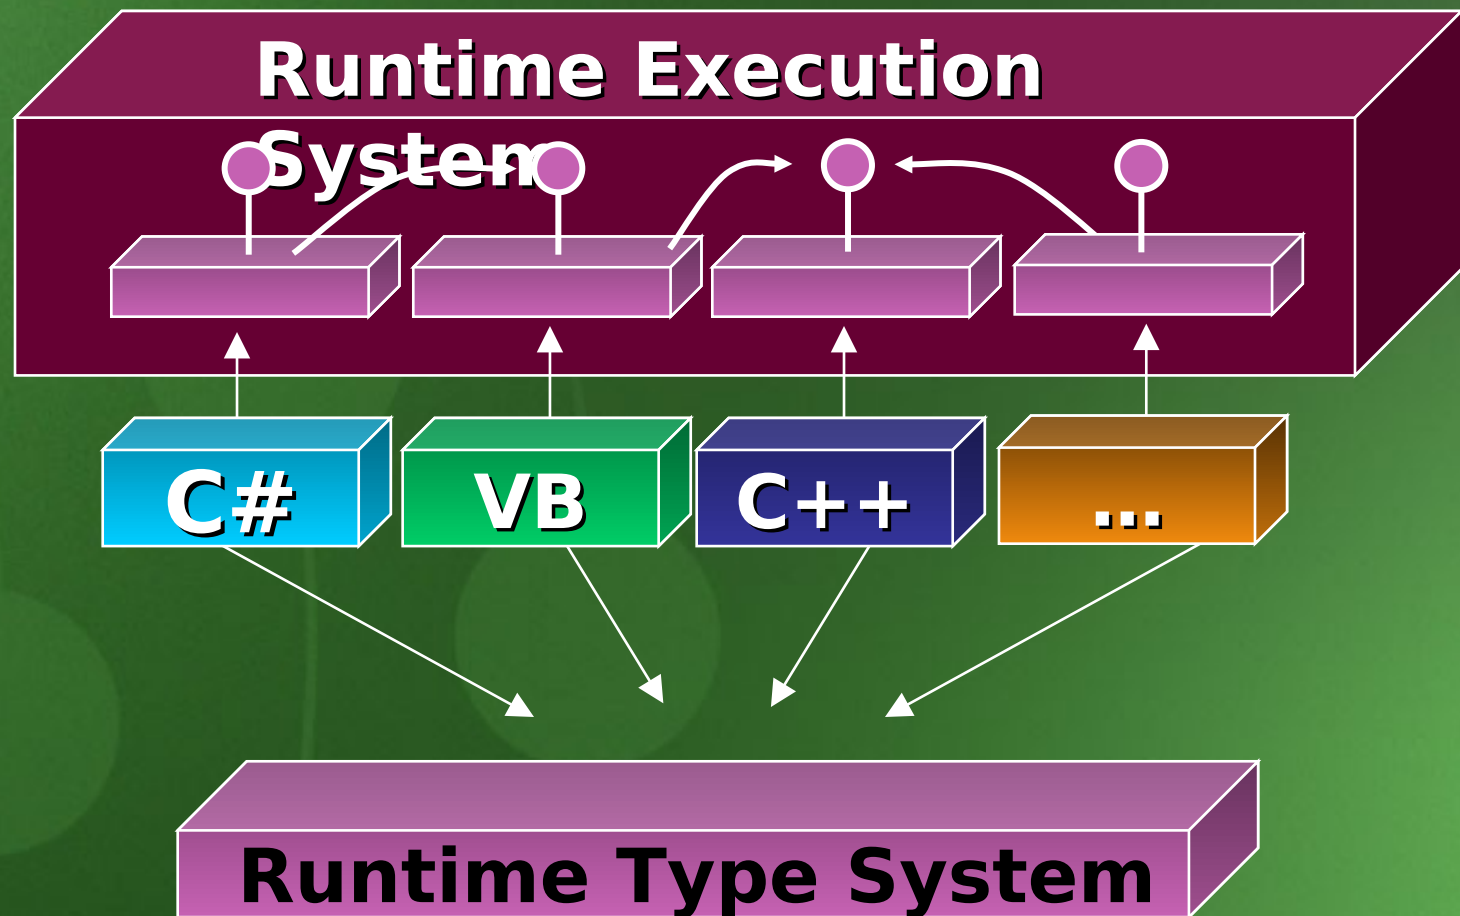 Runtime Execution
System
C#
VB
C++
...
Runtime Type System